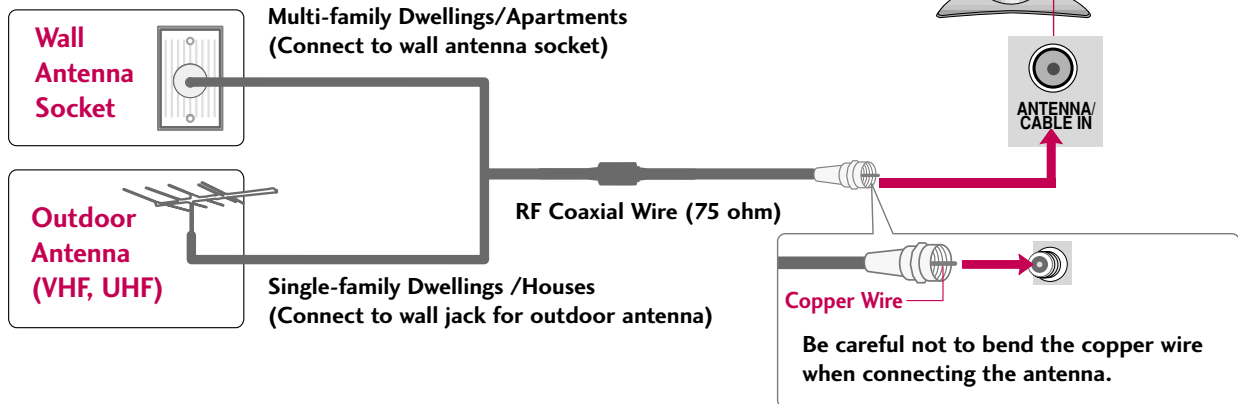 Wall
Antenna
Socket
Multi-family Dwellings/Apartments
(Connect to wall antenna socket)
ANTENNA/
CABLE IN
Outdoor
Antenna
(VHF, UHF)
RF Coaxial Wire (75 ohm)
Single-family Dwellings /Houses
(Connect to wall jack for outdoor antenna)
Copper Wire
Be careful not to bend the copper wire
when connecting the antenna.